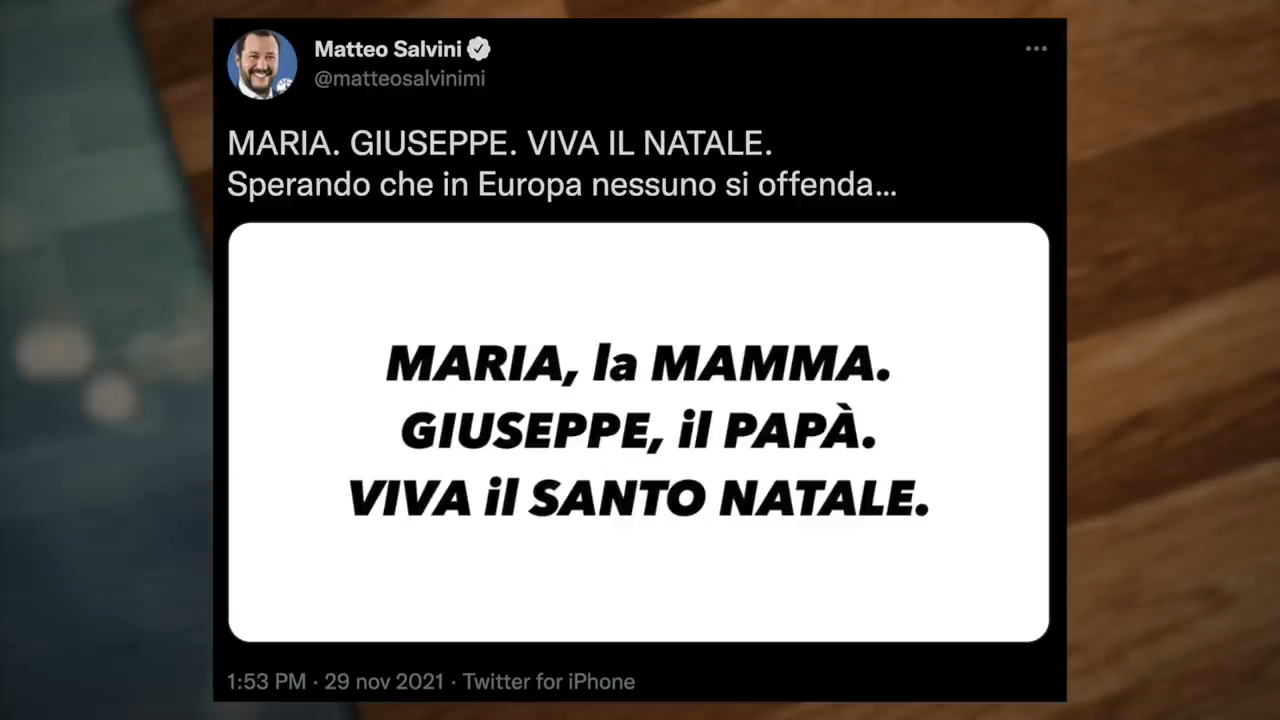 Matteo Salvini
@matteosalvinimi
MARIA. GIUSEPPE. VIVA IL NATALE.
Sperando che in Europa nessuno si offenda...
MARIA, la MAMMA.
GIUSEPPE, il PAPÀ.
VIVA il SANTO NATALE.
1:53 PM · 29 nov 2021 · Twitter for iPhone